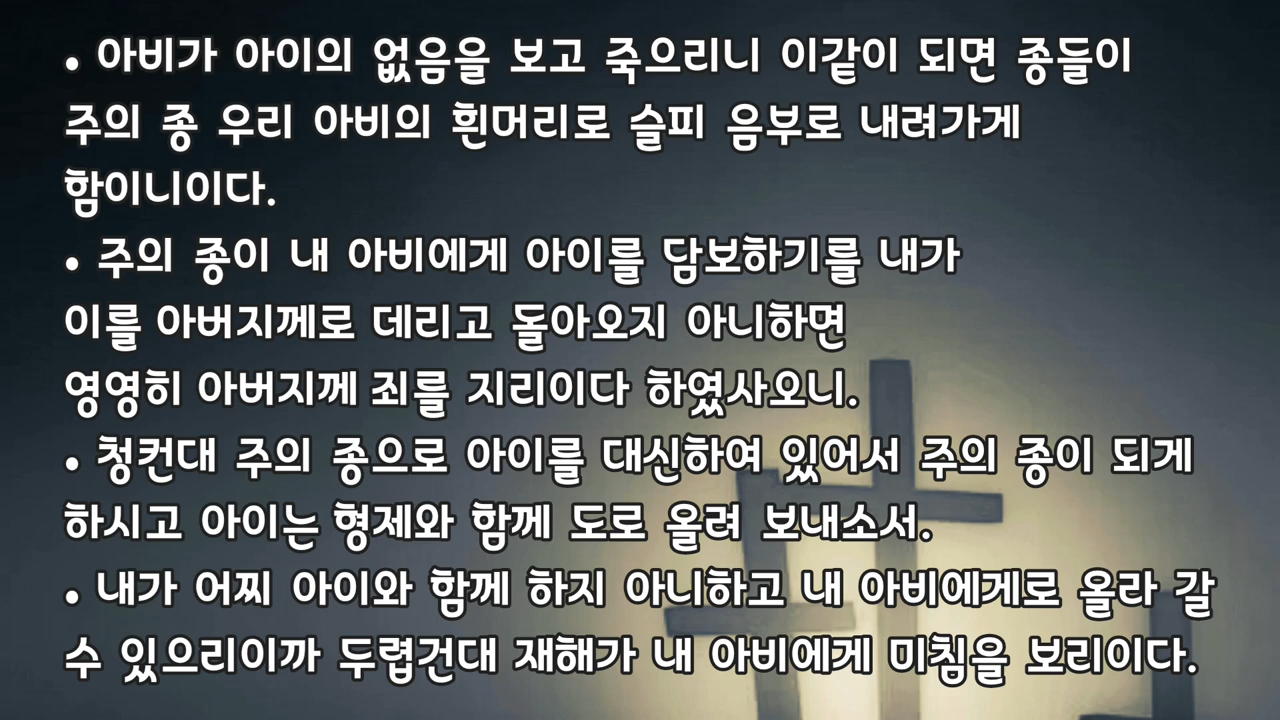 • 아비가 아이의 없음을 보고 죽으리니 이같이 되면 종들이
주의 종 우리 아비의 흰머리로 슬피 음부로 내려가게
함이니이다.
• 주의 종이 내 아비에게 아이를 담보하기를 내가
이를 아버지께로 데리고 돌아오지 아니하면
영영히 아버지께 죄를 지리이다 하였사오니.
• 청컨대 주의 종으로 아이를 대신하여 있어서 주의 종이 되게
하시고 아이는 형제와 함께 도로 올려 보내소서.
• 내가 어찌 아이와 함께 하지 아니하고 내 아비에게로 올라 갈
수 있으리이까 두렵건대 재해가 내 아비에게 미침을 보리이다.